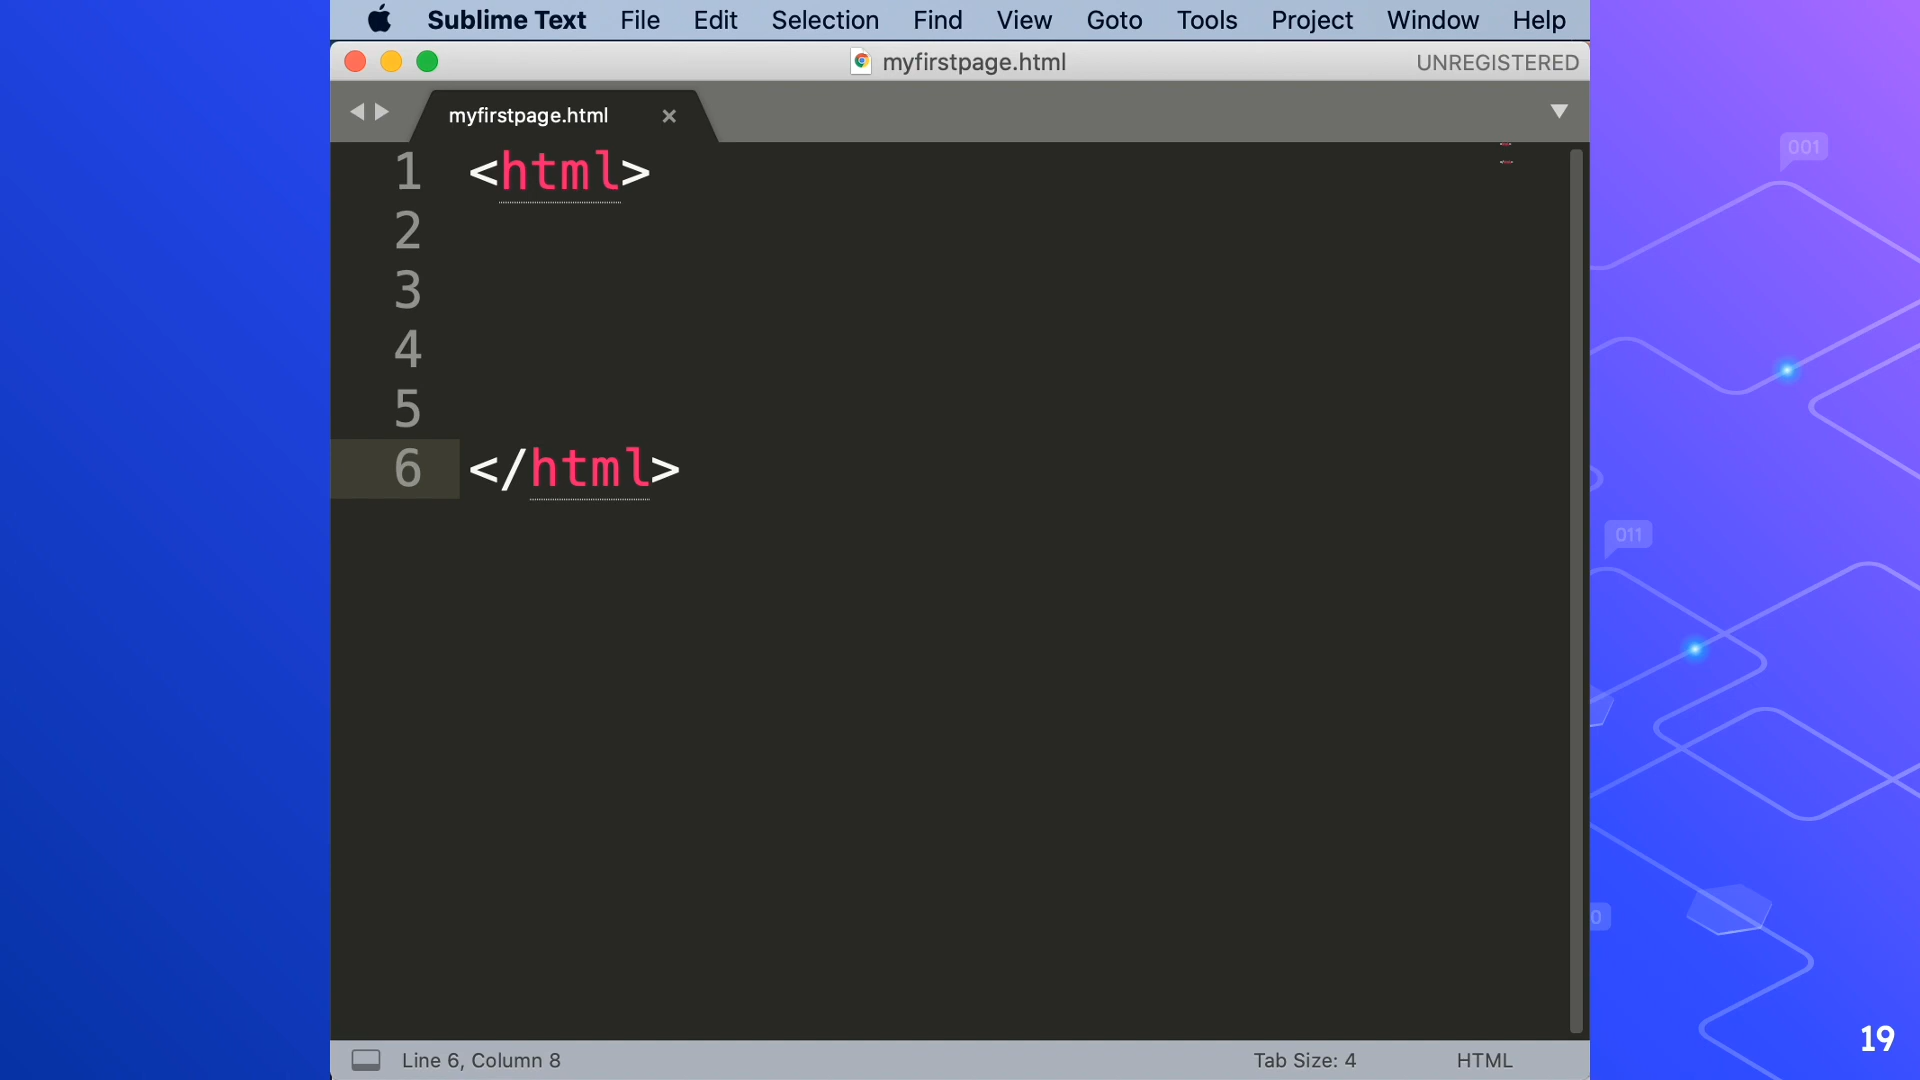 Sublime Text File Edit Selection Find View Goto Tools Project Window Help
myfirstpage.html UNREGISTERED
myfirstpage.html ×
1 <html>
2
3
4
5
6 </html>
Line 6, Column 8 Tab Size: 4 HTML
001
011
0
19